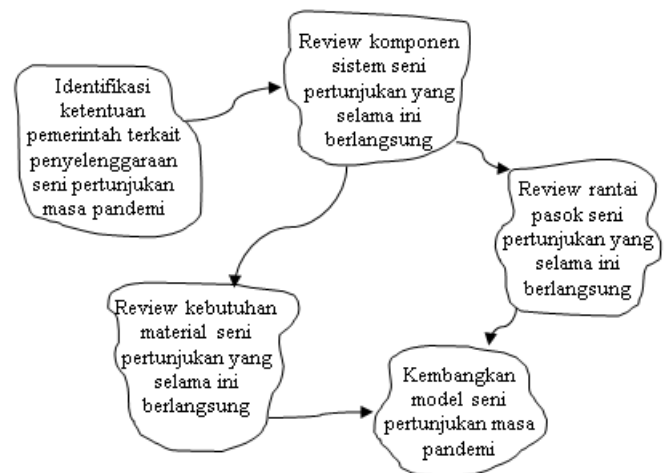 Identifikasi
ketentuan
pemerintah terkait
penyelenggaraan
seni pertunjukan
masa pandemi
Review komponen
sistem seni
pertunjukan yang
selama ini
berlangsung
Review rantai
pasok seni
pertunjukan yang
selama ini
berlangsung
Review kebutuhan
material seni
pertunjukan yang
selama ini
berlangsung
Kembangkan
model seni
pertunjukan masa
pandemi